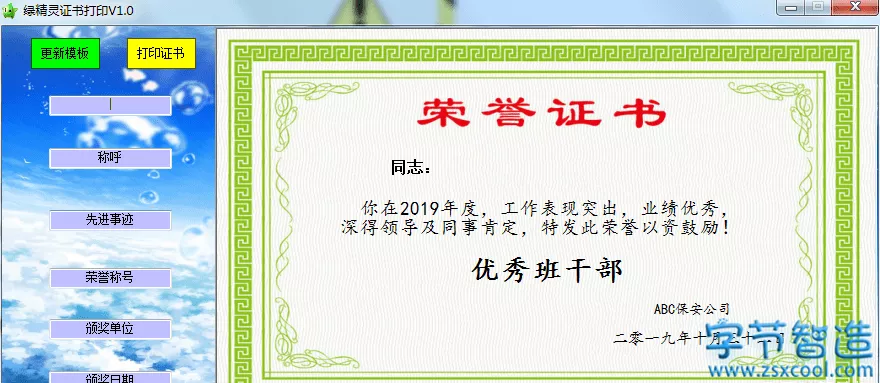 绿精灵证书打印V1.0
更新模板
打印证书
称呼
先进事迹
荣誉称号
颁奖单位
颁奖日期
荣誉证书
同志：
你在2019年度，工作表现突出，业绩优秀，
深得领导及同事肯定，特发此荣誉以资鼓励！
优秀班干部
ABC保安公司
二零一九年十月三十二日
字节智造
www.zsxcool.com